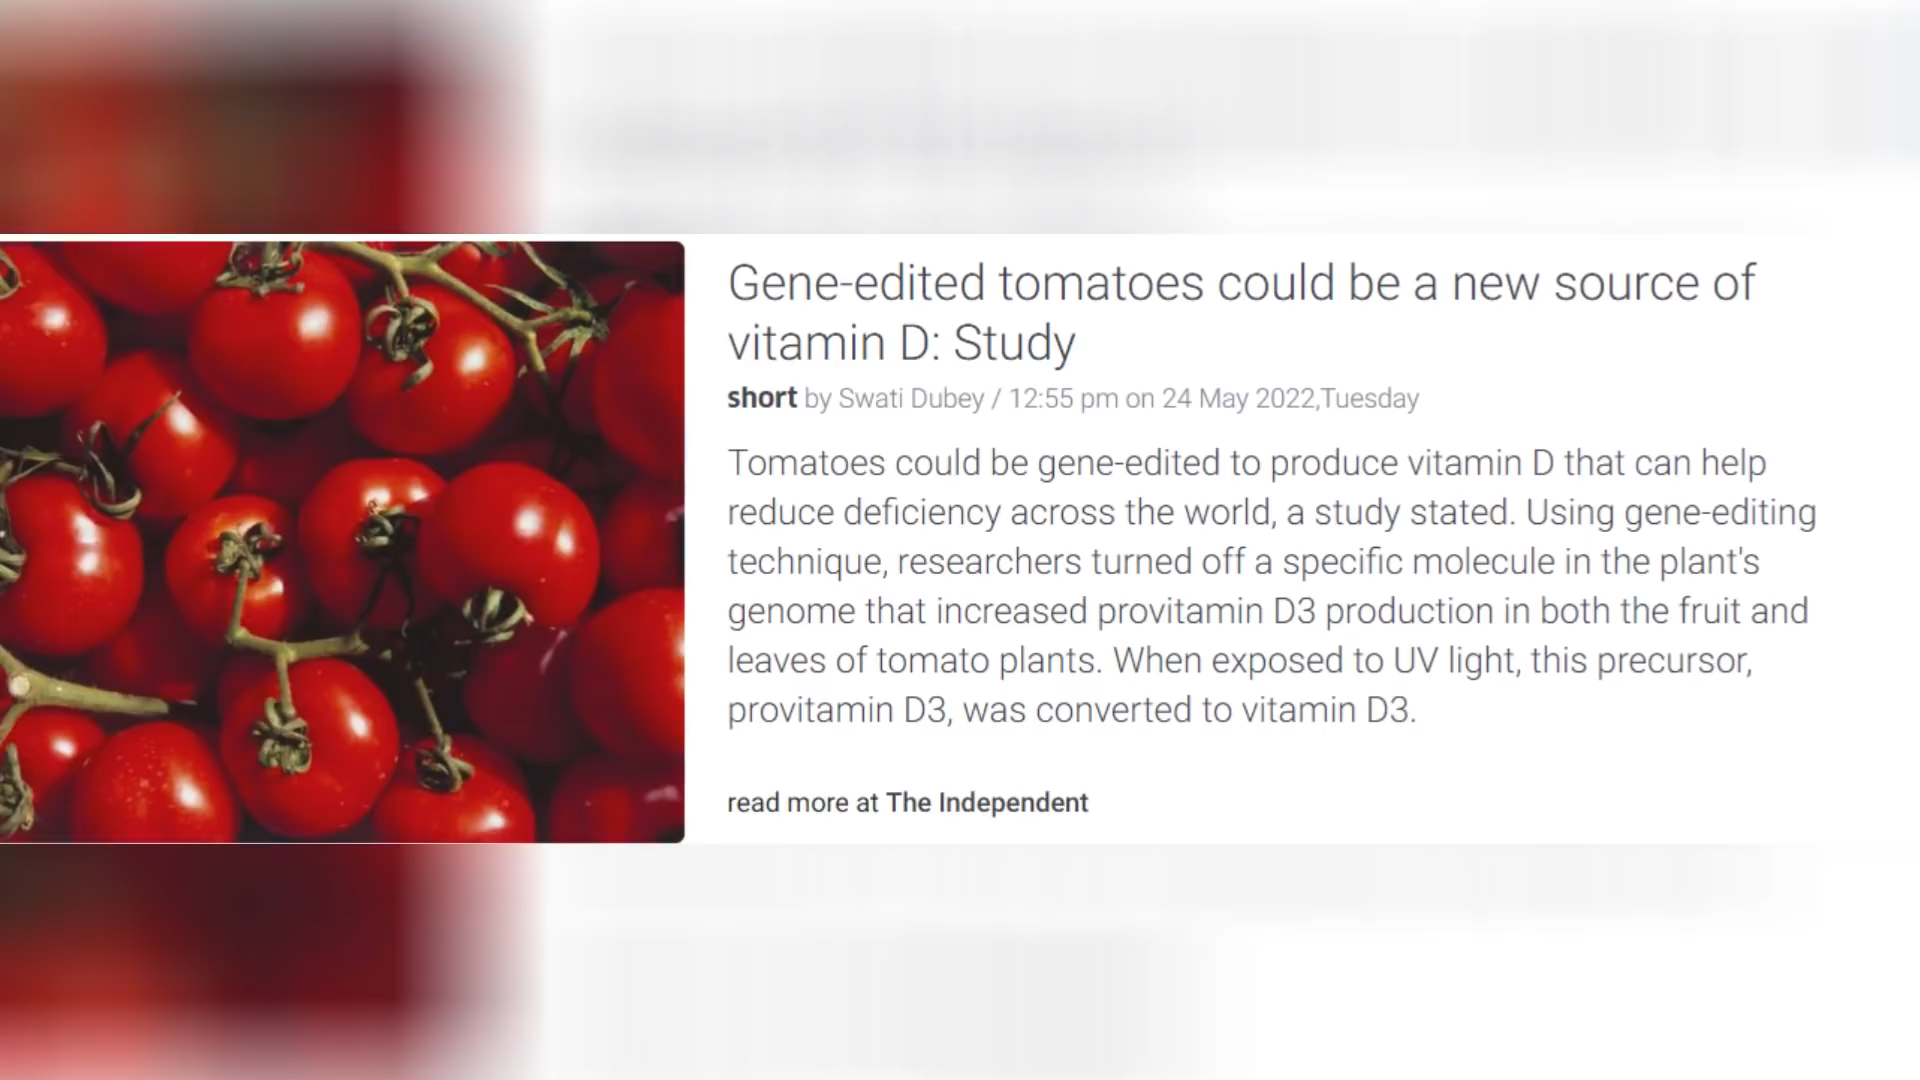 Gene-edited tomatoes could be a new source of
vitamin D: Study
short by Swati Dubey / 12:55 pm on 24 May 2022,Tuesday
Tomatoes could be gene-edited to produce vitamin D that can help
reduce deficiency across the world, a study stated. Using gene-editing
technique, researchers turned off a specific molecule in the plant's
genome that increased provitamin D3 production in both the fruit and
leaves of tomato plants. When exposed to UV light, this precursor,
provitamin D3, was converted to vitamin D3.
read more at The Independent